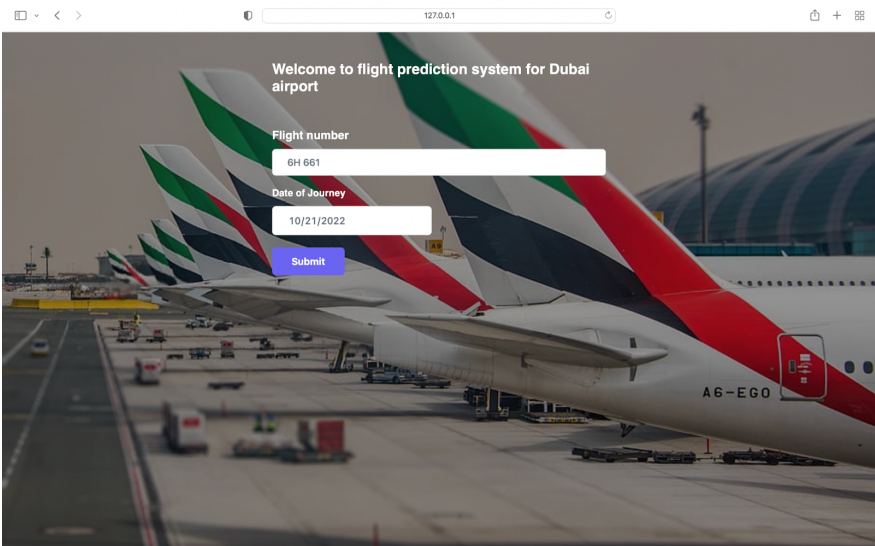 127.0.0.1
Welcome to flight prediction system for Dubai
airport
Flight number
6H 661
Date of Journey
10/21/2022
Submit
A9
A6-EGO